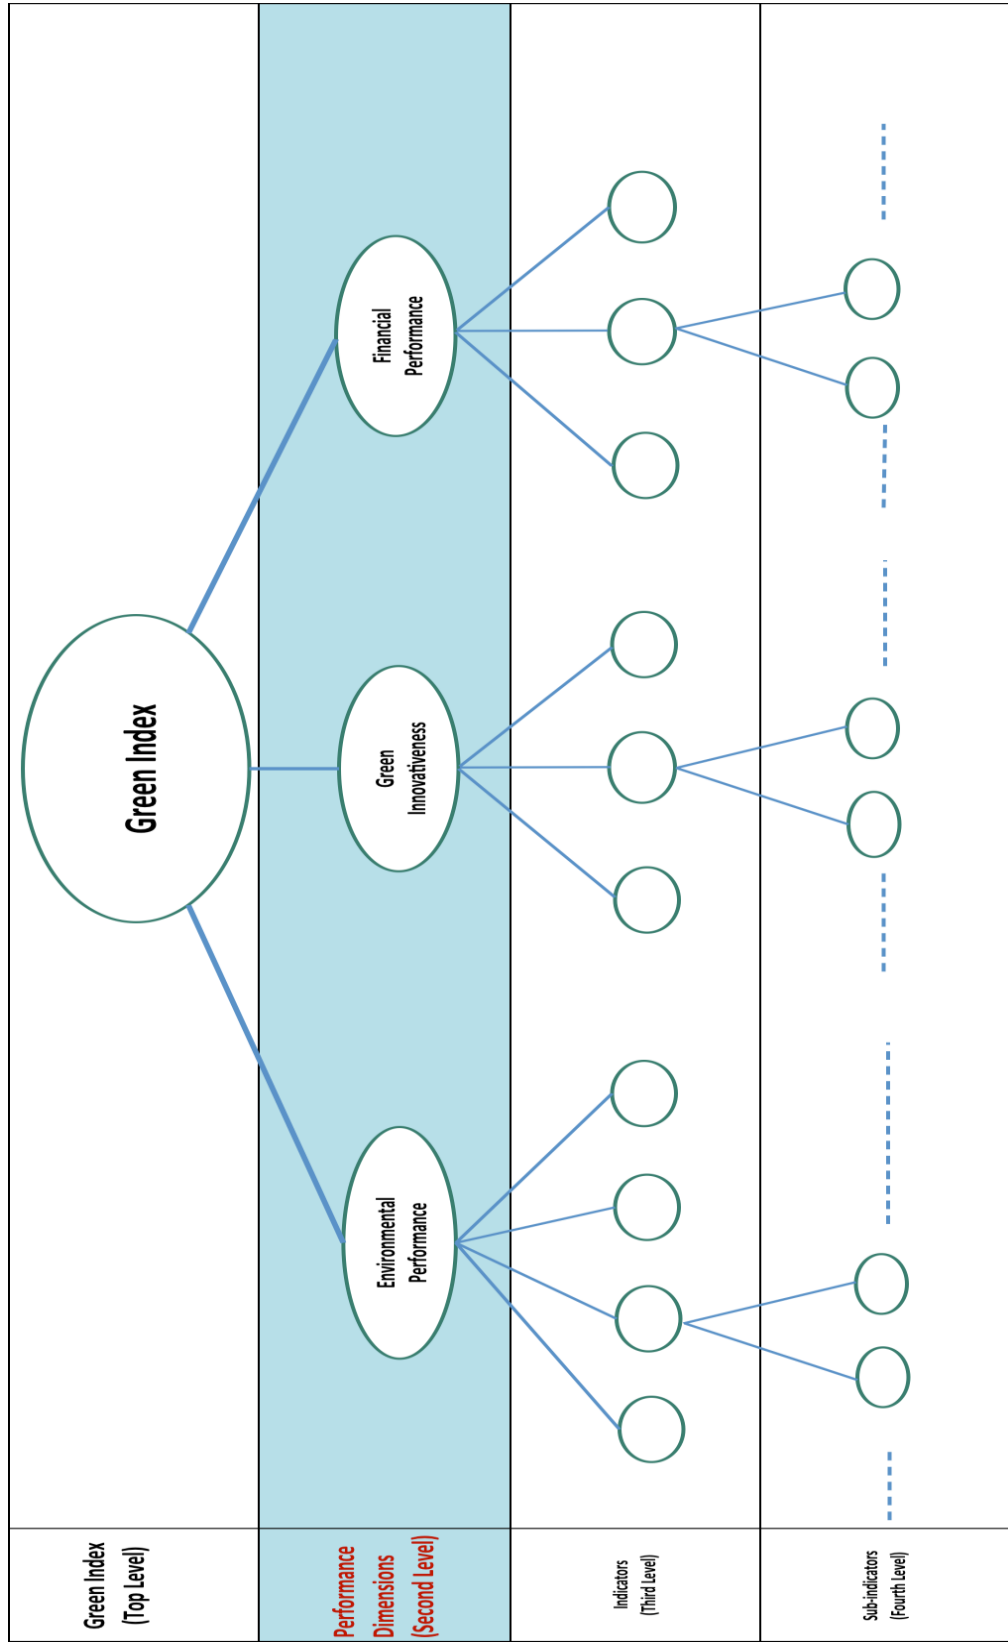 Green Index
(Top Level)
Green Index
Performance
Dimensions
(Second Level)
Environmental
Performance
Green
Innovativeness
Financial
Performance
Indicators
(Third Level)
Sub-indicators
(Fourth Level)